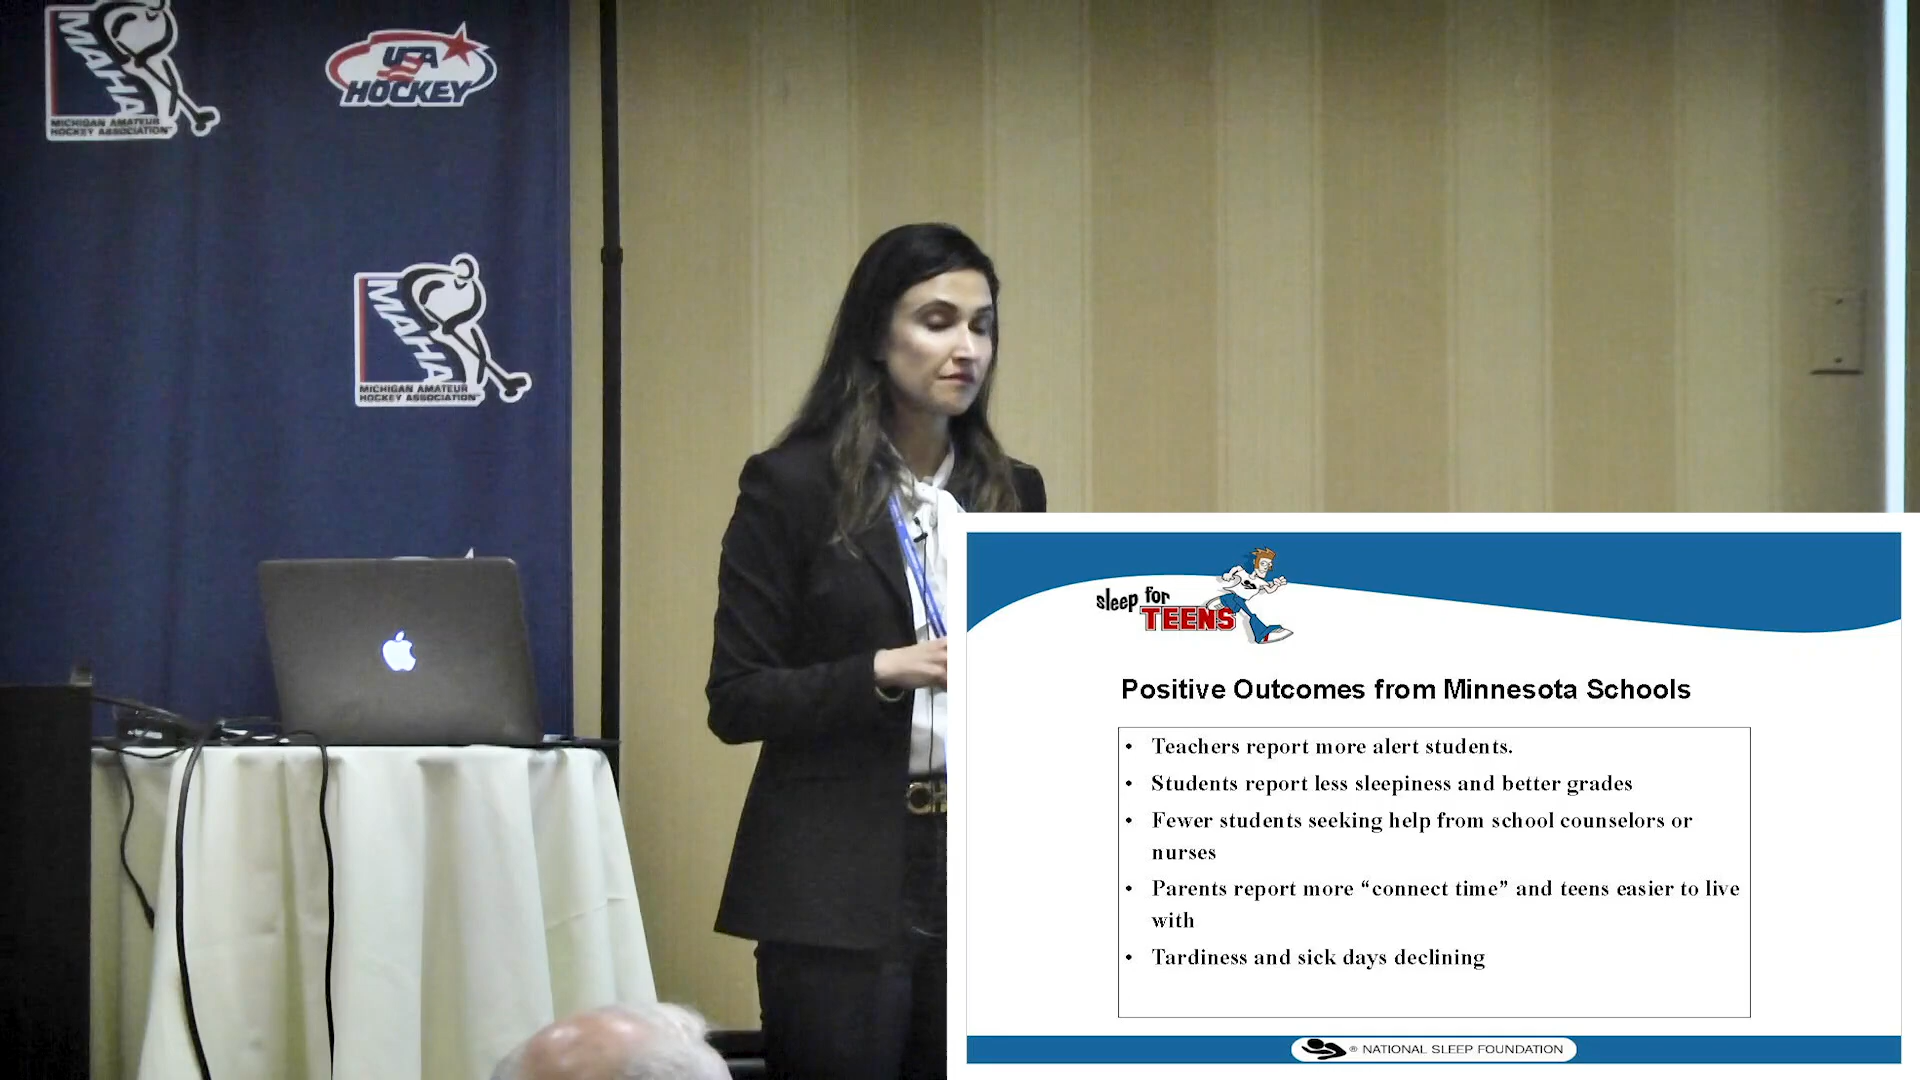 MAHA
MICHIGAN AMATEUR
HOCKEY ASSOCIATION™
USA
HOCKEY
MAHA
MICHIGAN AMATEUR
HOCKEY ASSOCIATION™
sleep for
TEENS
Positive Outcomes from Minnesota Schools
• Teachers report more alert students.
• Students report less sleepiness and better grades
• Fewer students seeking help from school counselors or
nurses
• Parents report more “connect time” and teens easier to live
with
• Tardiness and sick days declining
® NATIONAL SLEEP FOUNDATION